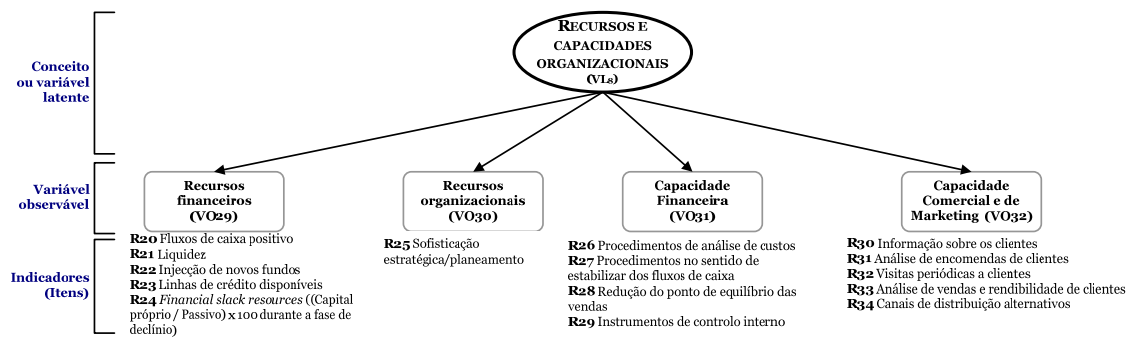 RECURSOS E
CAPACIDADES
ORGANIZACIONAIS
(VL8)
Conceito
ou variável
latente
Variável
observável
Recursos
financeiros
(VO29)
Recursos
organizacionais
(VO30)
Capacidade
Financeira
(VO31)
Capacidade
Comercial e de
Marketing (VO32)
Indicadores
(Itens)
R20 Fluxos de caixa positivo
R21 Liquidez
R22 Injecção de novos fundos
R23 Linhas de crédito disponíveis
R24 Financial slack resources ((Capital
próprio / Passivo) x 100 durante a fase de
declínio)
R25 Sofisticação
estratégica/planeamento
R26 Procedimentos de análise de custos
R27 Procedimentos no sentido de
estabilizar dos fluxos de caixa
R28 Redução do ponto de equilíbrio das
vendas
R29 Instrumentos de controlo interno
R30 Informação sobre os clientes
R31 Análise de encomendas de clientes
R32 Visitas periódicas a clientes
R33 Análise de vendas e rendibilidade de clientes
R34 Canais de distribuição alternativos